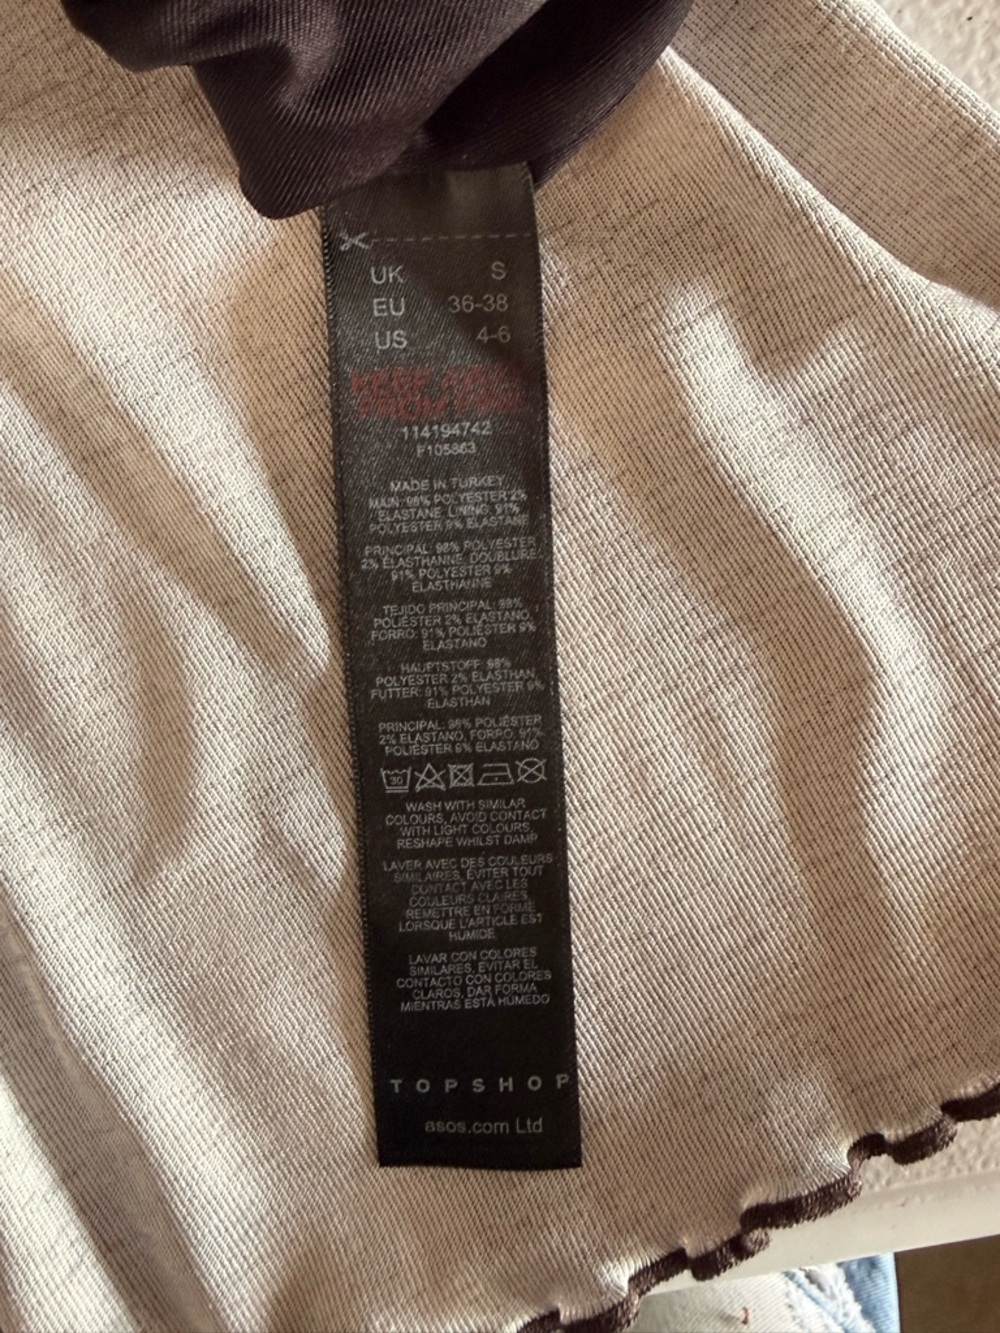 UK S
EU 36-38
US 4-6
KEEP AWAY
FROM FIRE
114194742
F105863
MADE IN TURKEY
MAIN: 98% POLYESTER 2%
ELASTANE, LINING: 91%
POLYESTER 9% ELASTANE
PRINCIPAL: 98% POLYESTER
2% ELASTHANNE, DOUBLURE:
91% POLYESTER 9%
ELASTHANNE
TEJIDO PRINCIPAL: 98%
POLIÉSTER 2% ELASTANO,
FORRO: 91% POLIÉSTER 9%
ELASTANO
HAUPTSTOFF: 98%
POLYESTER 2% ELASTHAN,
FUTTER: 91% POLYESTER 9%
ELASTHAN
PRINCIPAL: 98% POLIÉSTER
2% ELASTANO, FORRO: 91%
POLIÉSTER 9% ELASTANO
30
WASH WITH SIMILAR
COLOURS, AVOID CONTACT
WITH LIGHT COLOURS,
RESHAPE WHILST DAMP
LAVER AVEC DES COULEURS
SIMILAIRES, ÉVITER TOUT
CONTACT AVEC LES
COULEURS CLAIRES,
REMETTRE EN FORME
LORSQUE L'ARTICLE EST
HUMIDE
LAVAR CON COLORES
SIMILARES, EVITAR EL
CONTACTO CON COLORES
CLAROS, DAR FORMA
MIENTRAS ESTÁ HÚMEDO
TOPSHOP
asos.com Ltd